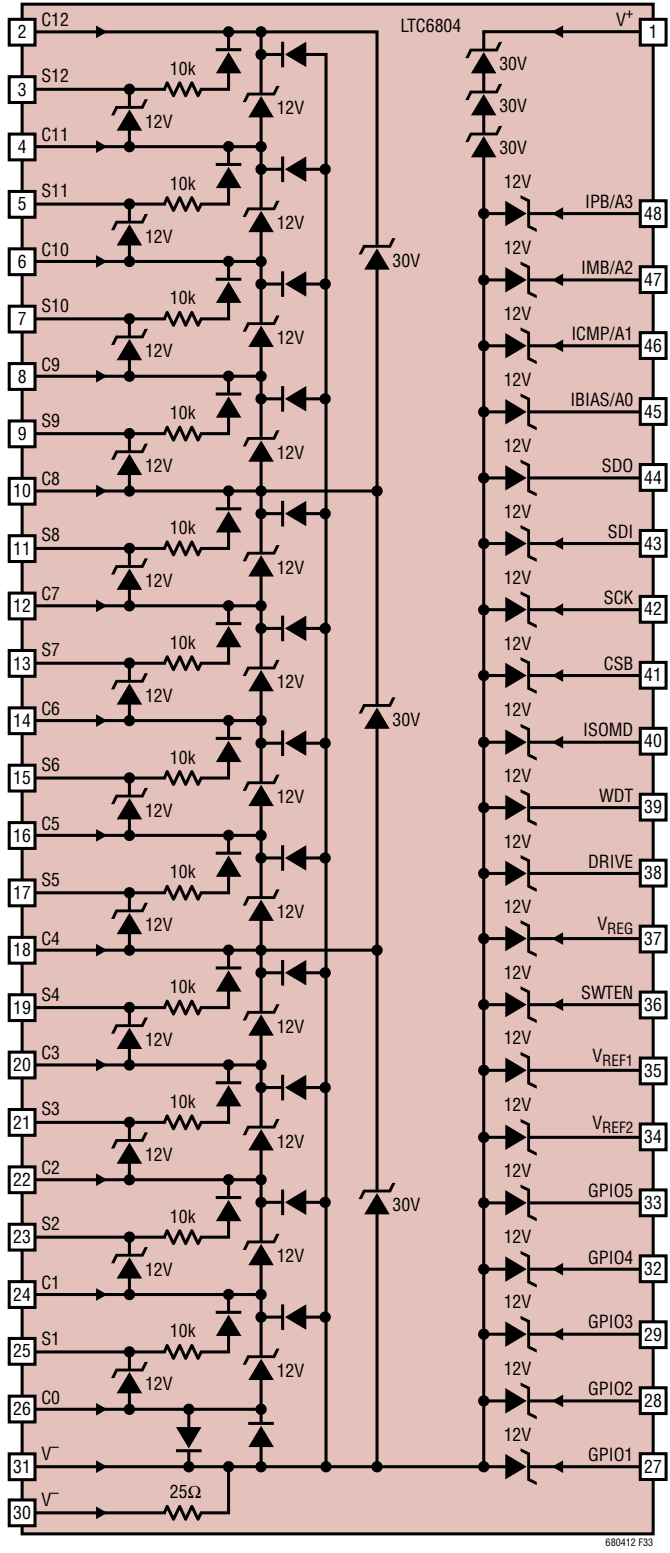 LTC6804
2 C12
10k
3 S12
12V
12V
4 C11
10k
5 S11
12V
12V
6 C10
10k
7 S10
12V
12V
8 C9
10k
9 S9
12V
12V
10 C8
10k
11 S8
12V
12V
12 C7
10k
13 S7
12V
12V
14 C6
10k
15 S6
12V
12V
16 C5
10k
17 S5
12V
12V
18 C4
10k
19 S4
12V
12V
20 C3
10k
21 S3
12V
12V
22 C2
10k
23 S2
12V
12V
24 C1
10k
25 S1
12V
12V
26 C0
31 V–
25Ω
30 V–
30V
30V
30V
V+ 1
30V
30V
30V
12V
IPB/A3 48
12V
IMB/A2 47
12V
ICMP/A1 46
12V
IBIAS/A0 45
12V
SDO 44
12V
SDI 43
12V
SCK 42
12V
CSB 41
12V
ISOMD 40
12V
WDT 39
12V
DRIVE 38
12V
VREG 37
12V
SWTEN 36
12V
VREF1 35
12V
VREF2 34
12V
GPIO5 33
12V
GPIO4 32
12V
GPIO3 29
12V
GPIO2 28
12V
GPIO1 27
680412 F33